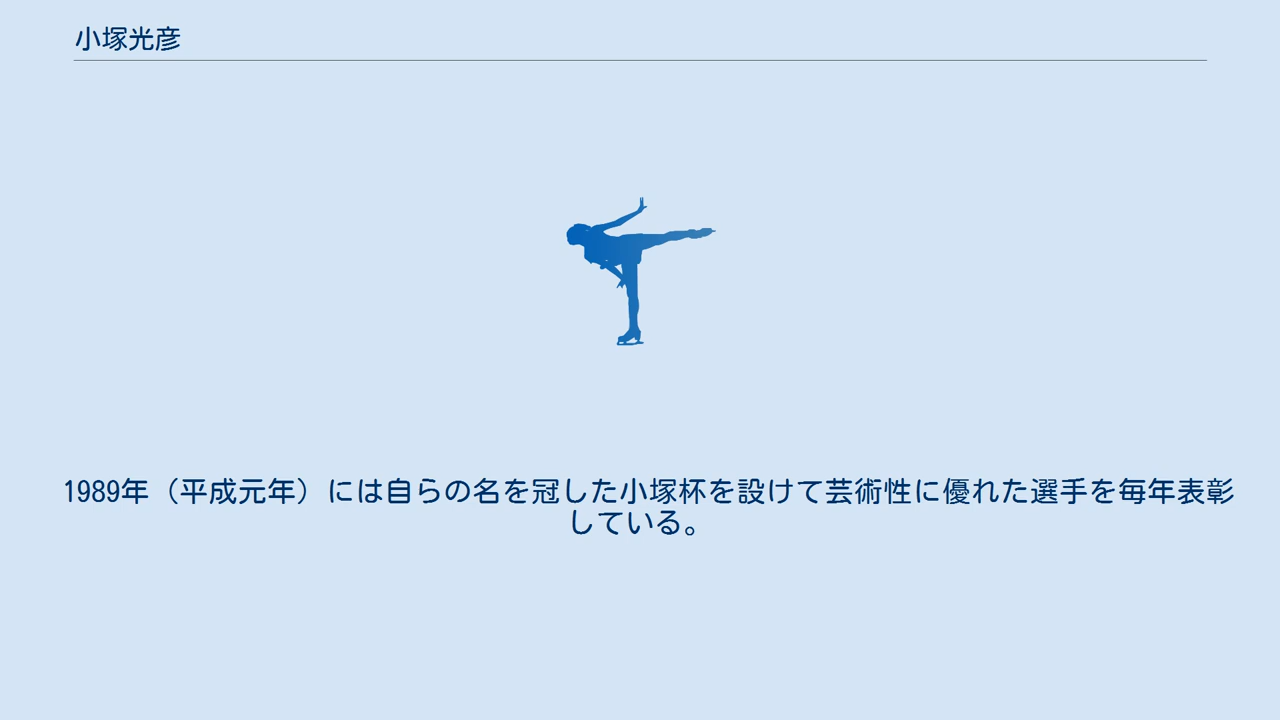 小塚光彦
1989年（平成元年）には自らの名を冠した小塚杯を設けて芸術性に優れた選手を毎年表彰
している。